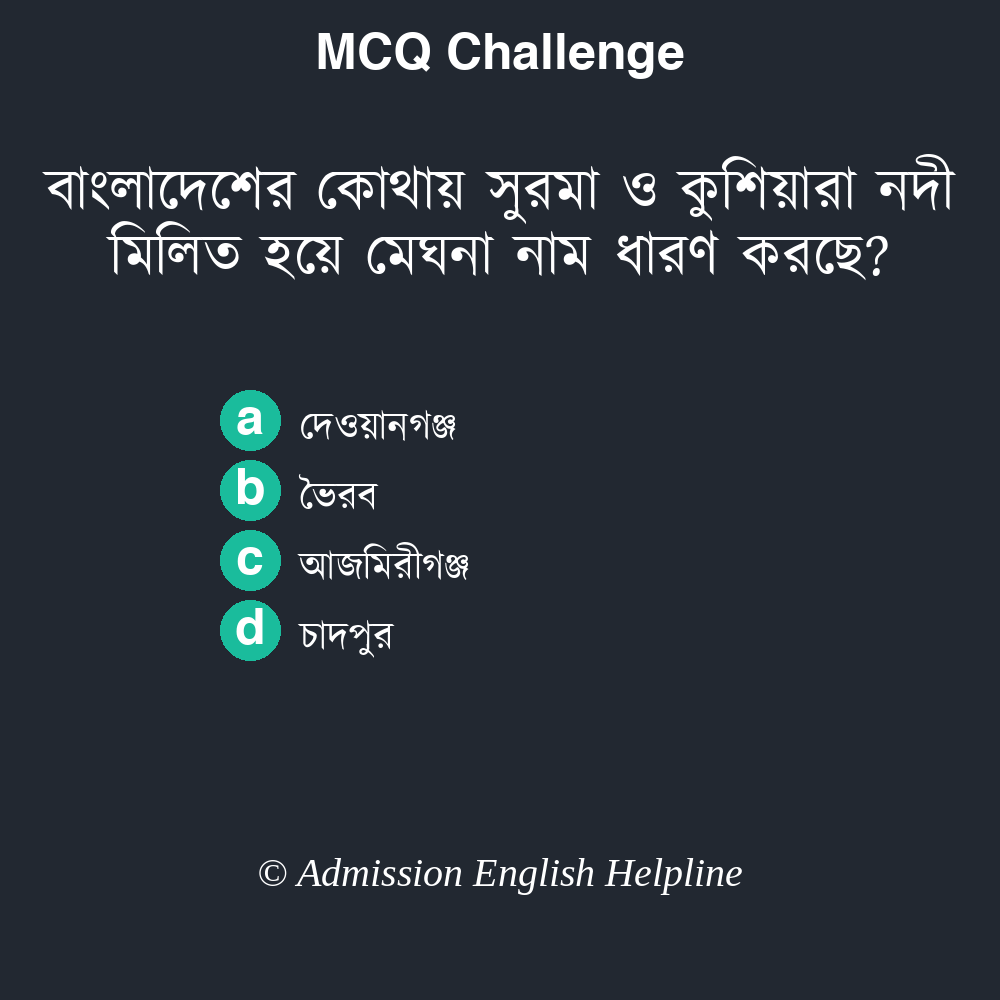 MCQ Challenge
বাংলাদেশের কোথায় সুরমা ও কুশিয়ারা নদী
মিলিত হয়ে মেঘনা নাম ধারণ করছে?
a দেওয়ানগঞ্জ
b ভৈরব
c আজমিরীগঞ্জ
d চাদপুর
© Admission English Helpline